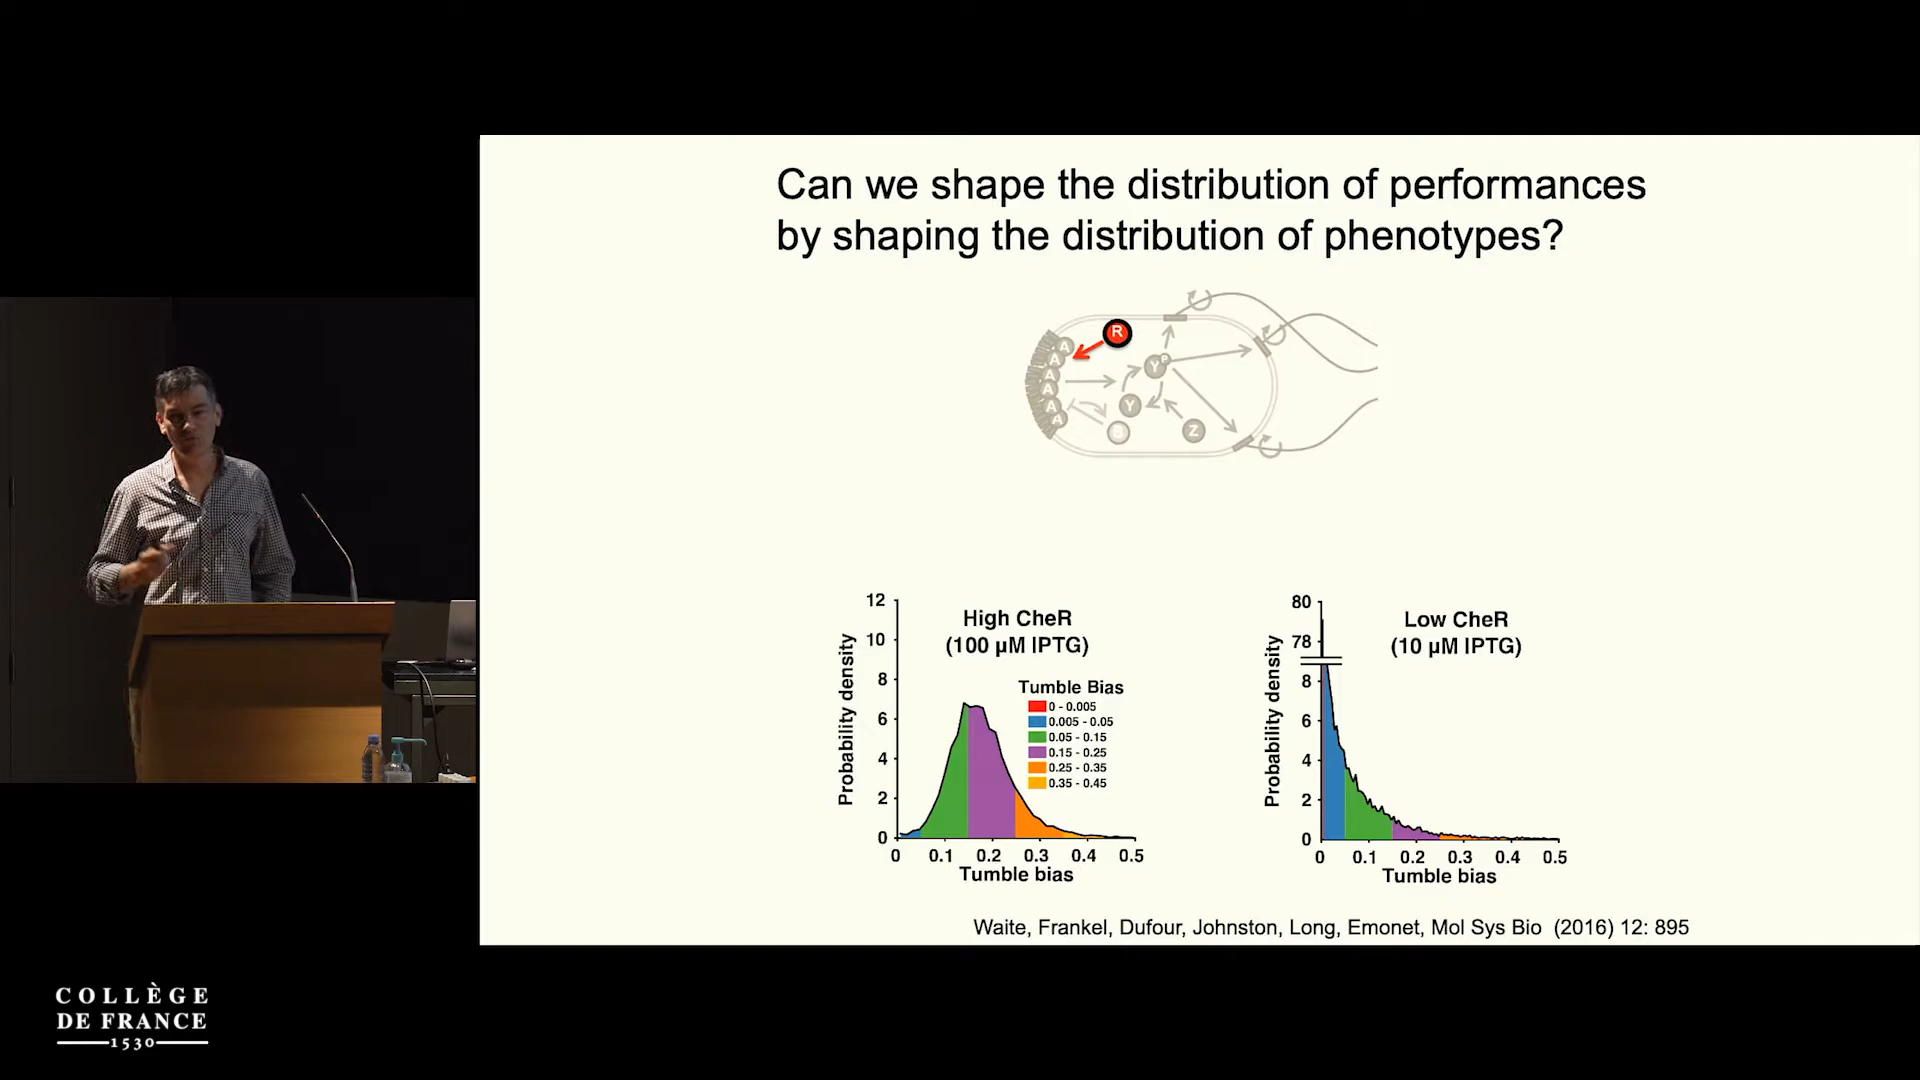 Can we shape the distribution of performances
by shaping the distribution of phenotypes?
R
A
A
A
A
A
A
Y
P
Y
Z
12
10
8
6
4
2
0
Probability density
High CheR
(100 µM IPTG)
Tumble Bias
0 - 0.005
0.005 - 0.05
0.05 - 0.15
0.15 - 0.25
0.25 - 0.35
0.35 - 0.45
0 0.1 0.2 0.3 0.4 0.5
Tumble bias
80
78
8
6
4
2
0
Probability density
Low CheR
(10 µM IPTG)
0 0.1 0.2 0.3 0.4 0.5
Tumble bias
Waite, Frankel, Dufour, Johnston, Long, Emonet, Mol Sys Bio (2016) 12: 895
COLLÈGE
DE FRANCE
1530